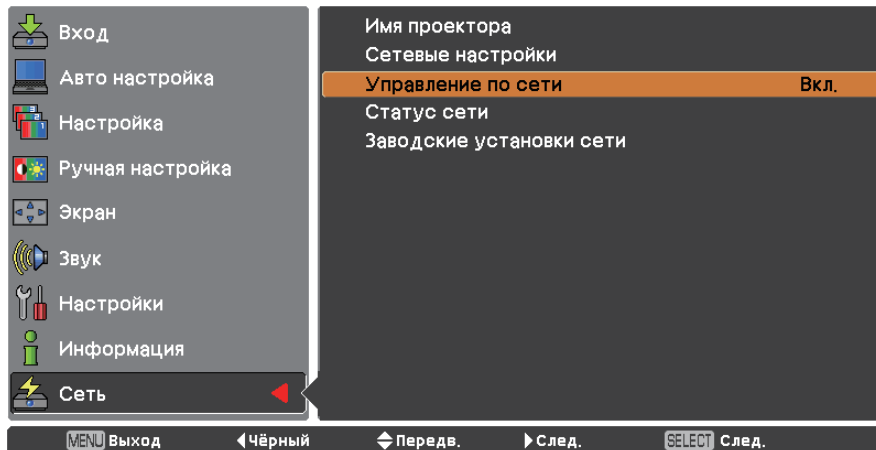 Вход
Авто настройка
Настройка
Ручная настройка
Экран
Звук
Настройки
Информация
Сеть
Имя проектора
Сетевые настройки
Управление по сети Вкл.
Статус сети
Заводские установки сети
MENU Выход ◀Чёрный Передв. ▶След. SELECT След.